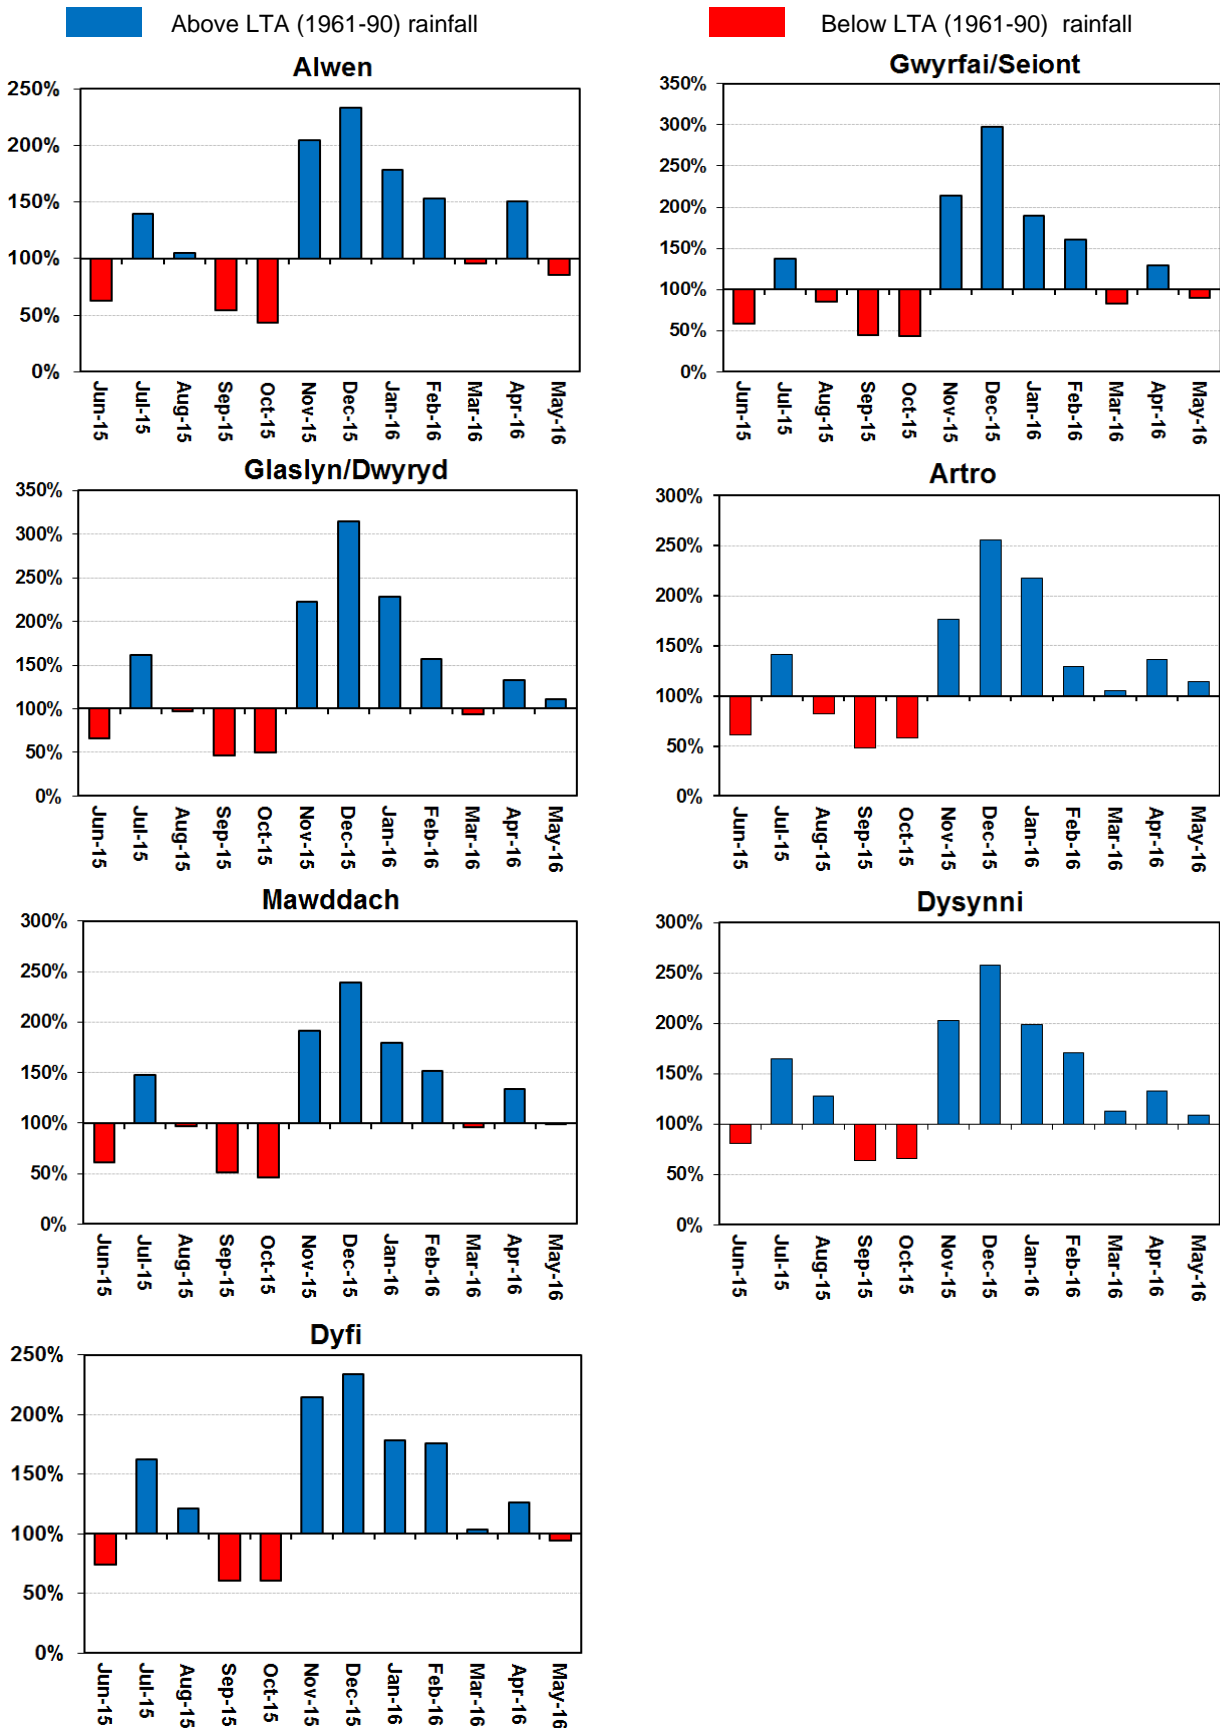 Above LTA (1961-90) rainfall
Below LTA (1961-90) rainfall
Alwen
250%
200%
150%
100%
50%
0%
Jun-15
Jul-15
Aug-15
Sep-15
Oct-15
Nov-15
Dec-15
Jan-16
Feb-16
Mar-16
Apr-16
May-16
Gwyrfai/Seiont
350%
300%
250%
200%
150%
100%
50%
0%
Jun-15
Jul-15
Aug-15
Sep-15
Oct-15
Nov-15
Dec-15
Jan-16
Feb-16
Mar-16
Apr-16
May-16
Glaslyn/Dwyryd
350%
300%
250%
200%
150%
100%
50%
0%
Jun-15
Jul-15
Aug-15
Sep-15
Oct-15
Nov-15
Dec-15
Jan-16
Feb-16
Mar-16
Apr-16
May-16
Artro
300%
250%
200%
150%
100%
50%
0%
Jun-15
Jul-15
Aug-15
Sep-15
Oct-15
Nov-15
Dec-15
Jan-16
Feb-16
Mar-16
Apr-16
May-16
Mawddach
300%
250%
200%
150%
100%
50%
0%
Jun-15
Jul-15
Aug-15
Sep-15
Oct-15
Nov-15
Dec-15
Jan-16
Feb-16
Mar-16
Apr-16
May-16
Dysynni
300%
250%
200%
150%
100%
50%
0%
Jun-15
Jul-15
Aug-15
Sep-15
Oct-15
Nov-15
Dec-15
Jan-16
Feb-16
Mar-16
Apr-16
May-16
Dyfi
250%
200%
150%
100%
50%
0%
Jun-15
Jul-15
Aug-15
Sep-15
Oct-15
Nov-15
Dec-15
Jan-16
Feb-16
Mar-16
Apr-16
May-16